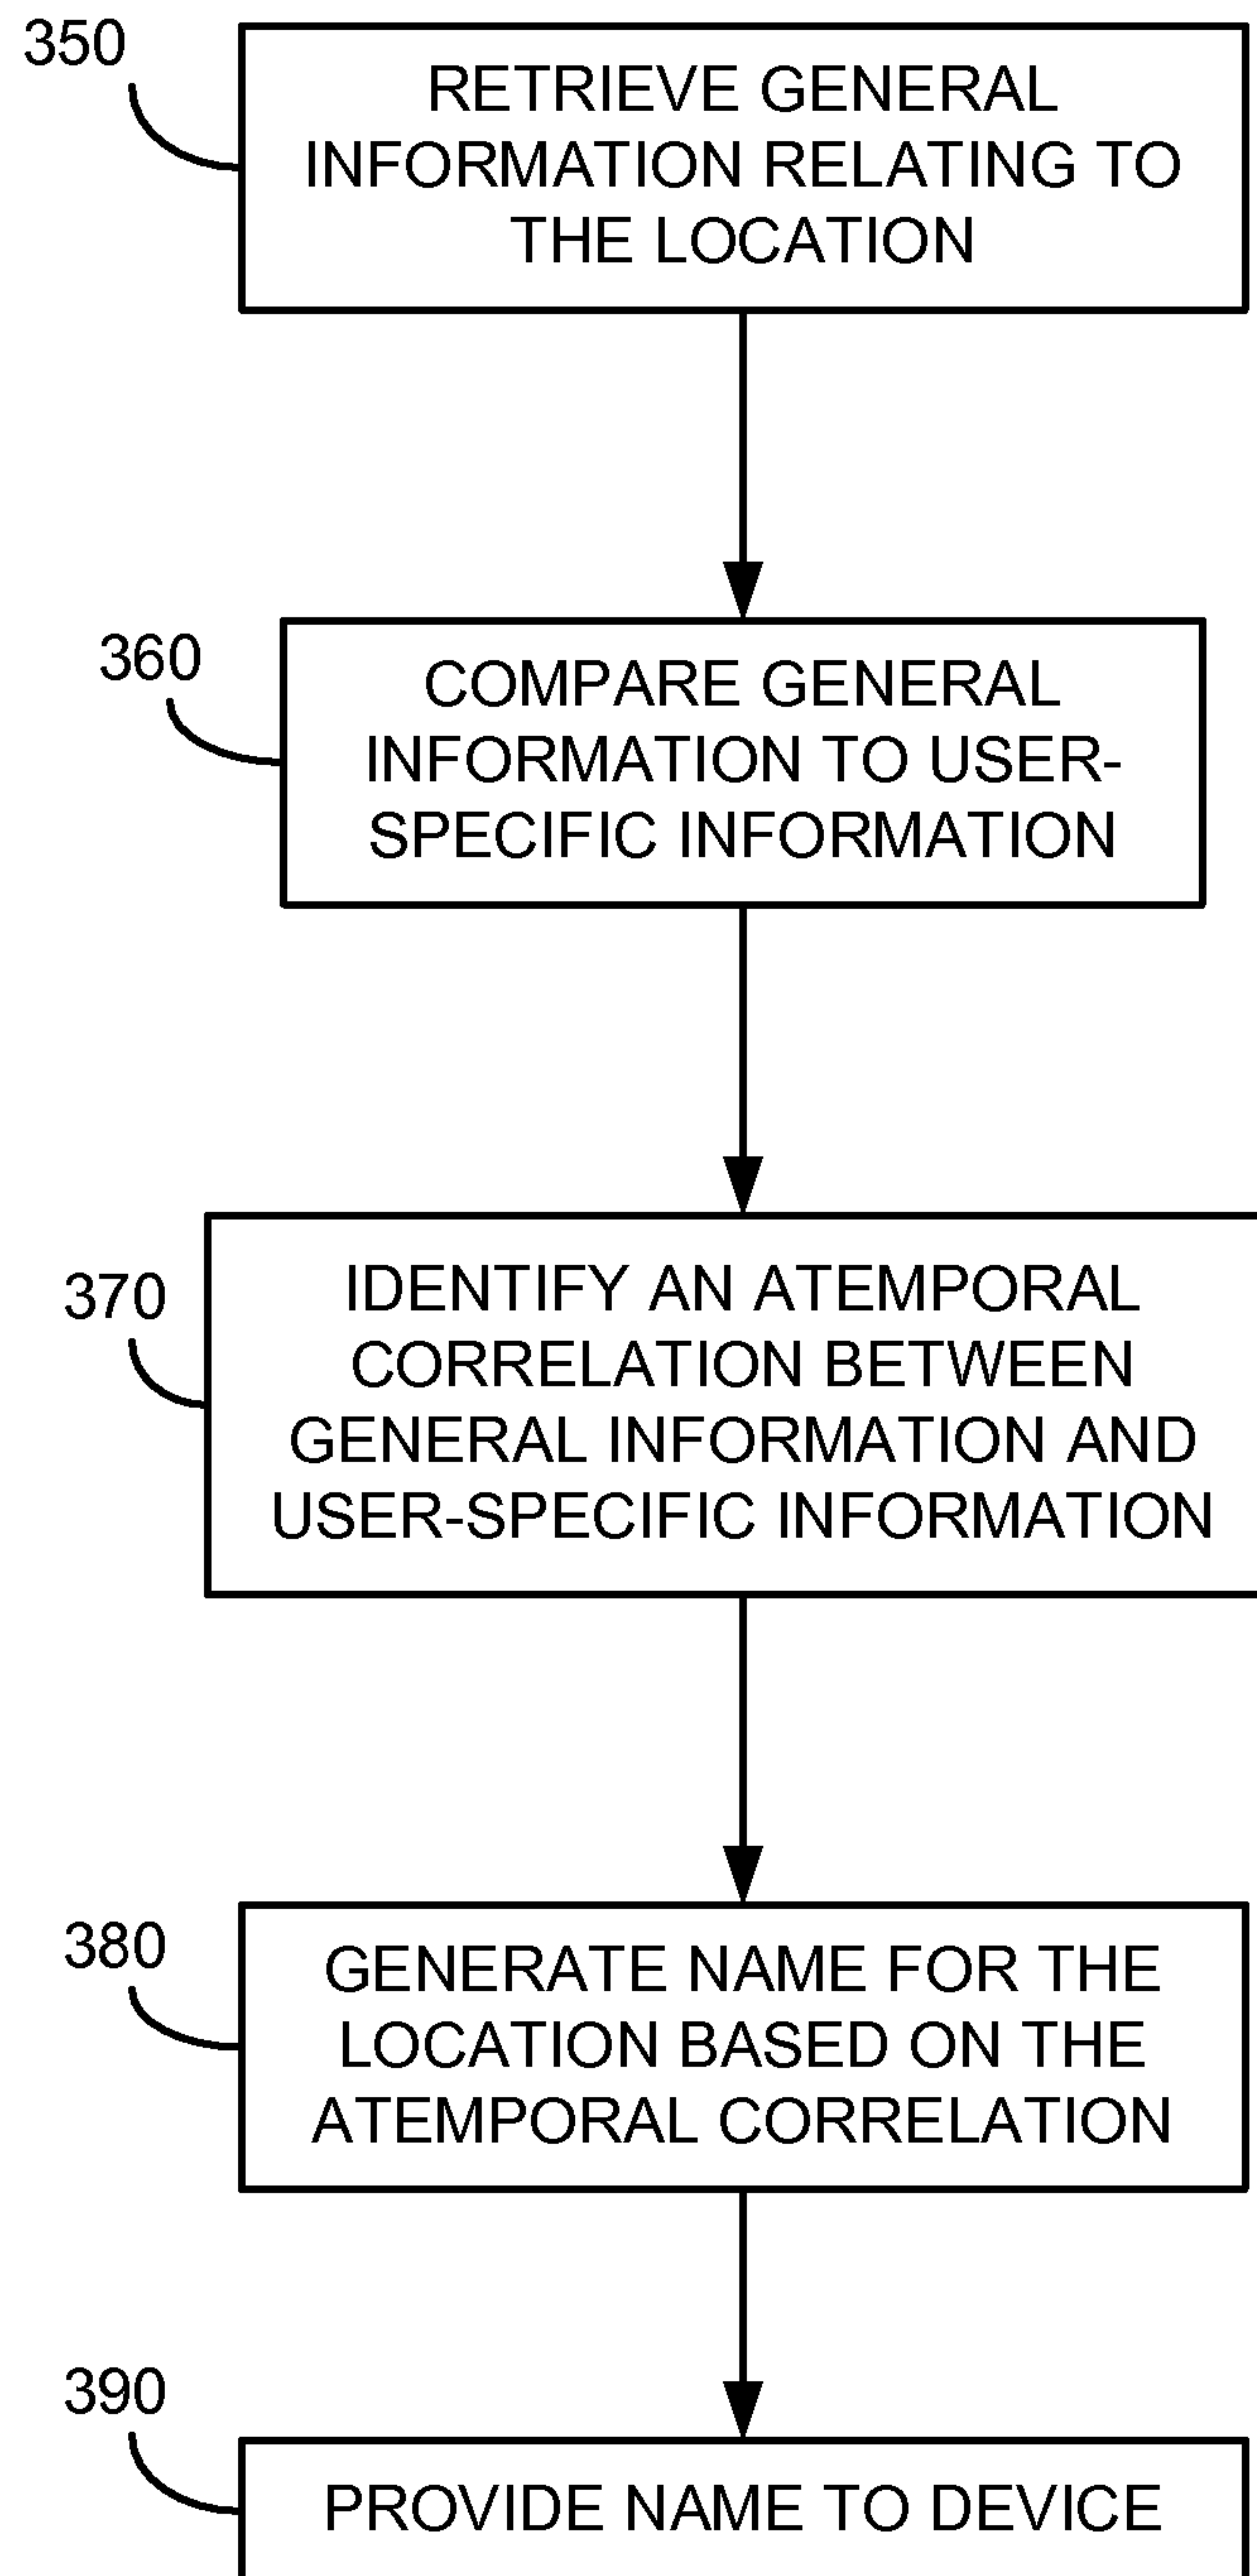 350
RETRIEVE GENERAL
INFORMATION RELATING TO
THE LOCATION
360
COMPARE GENERAL
INFORMATION TO USER-
SPECIFIC INFORMATION
370
IDENTIFY AN ATEMPORAL
CORRELATION BETWEEN
GENERAL INFORMATION AND
USER-SPECIFIC INFORMATION
380
GENERATE NAME FOR THE
LOCATION BASED ON THE
ATEMPORAL CORRELATION
390
PROVIDE NAME TO DEVICE